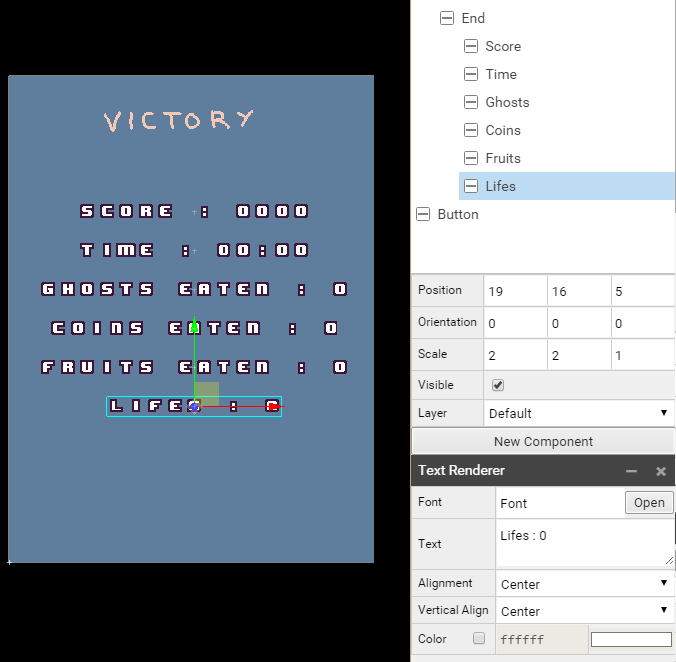 VICTORY
SCORE : 0000
TIME : 00:00
GHOSTS EATEN : 0
COINS EATEN : 0
FRUITS EATEN : 0
LIFES : 0
End
Score
Time
Ghosts
Coins
Fruits
Lifes
Button
Position 19 16 5
Orientation 0 0 0
Scale 2 2 1
Visible
Layer Default
New Component
Text Renderer
Font Font Open
Text Lifes : 0
Alignment Center
Vertical Align Center
Color ffffff